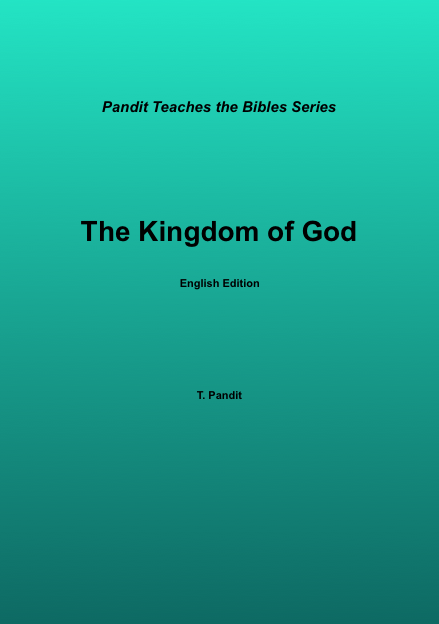 Pandit Teaches the Bibles Series
The Kingdom of God
English Edition
T. Pandit